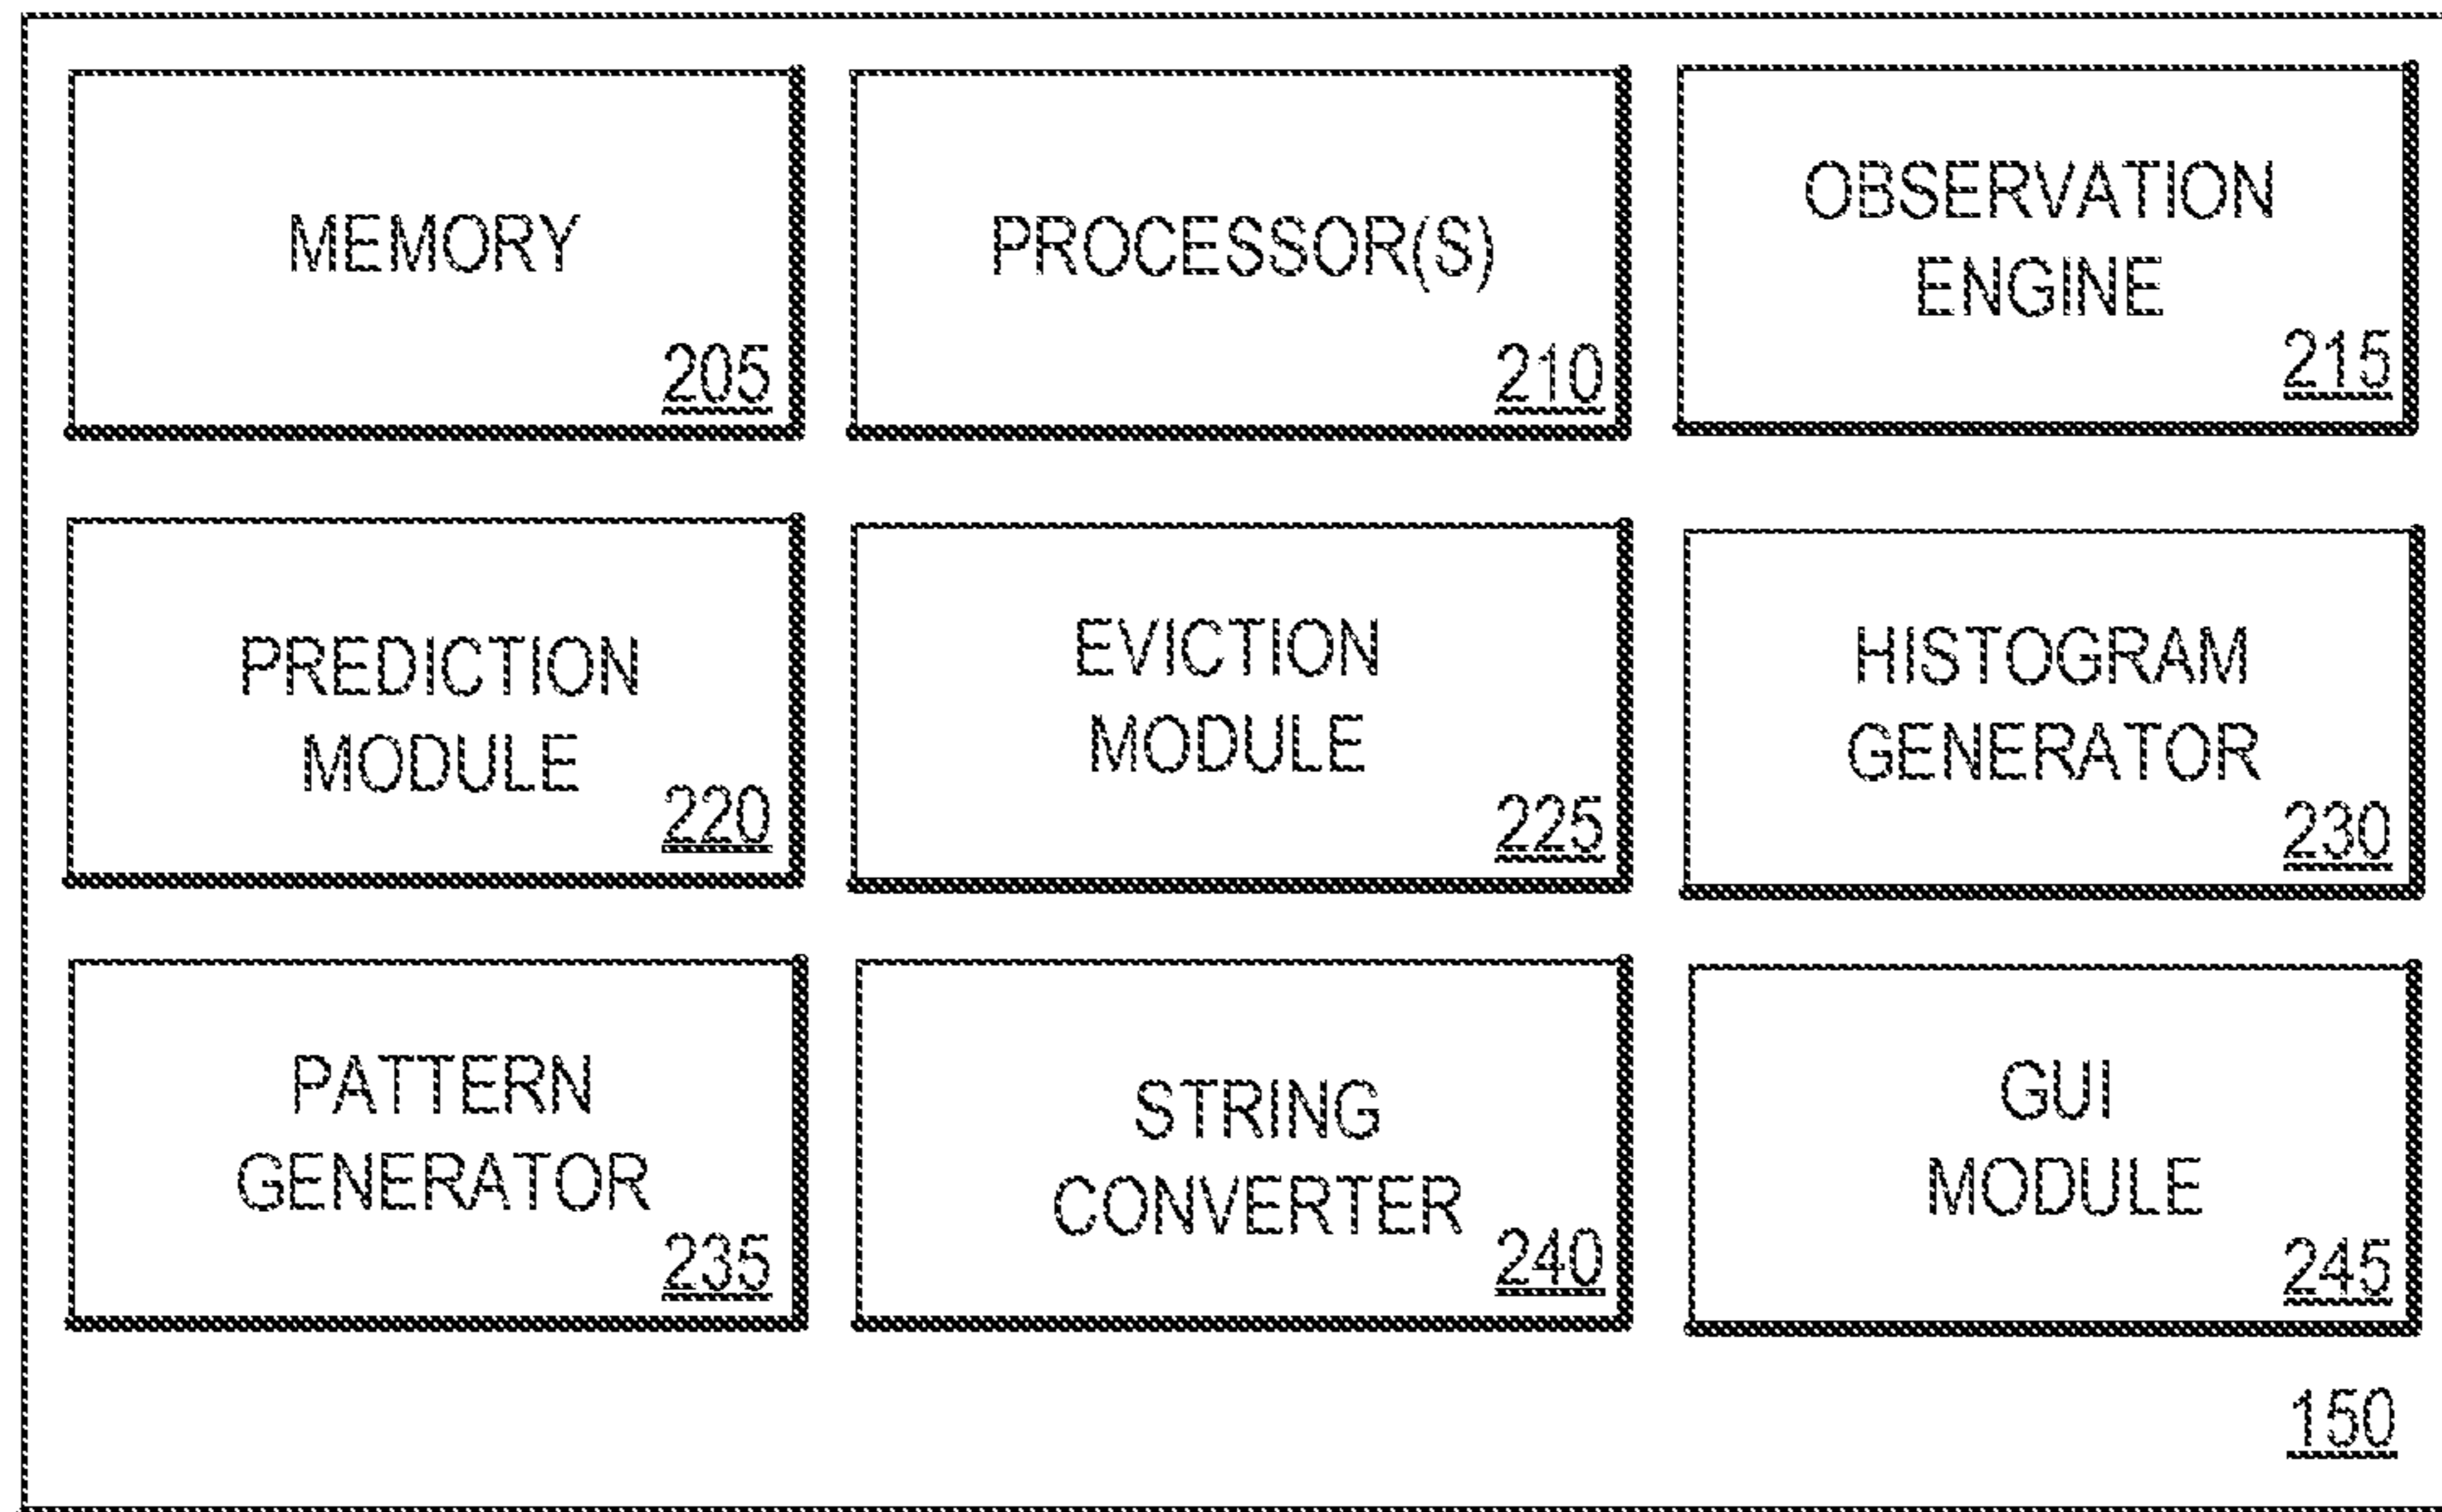 MEMORY
205
PROCESSOR(S)
210
OBSERVATION
ENGINE
215
PREDICTION
MODULE
220
EVICTION
MODULE
225
HISTOGRAM
GENERATOR
230
PATTERN
GENERATOR
235
STRING
CONVERTER
240
GUI
MODULE
245
150